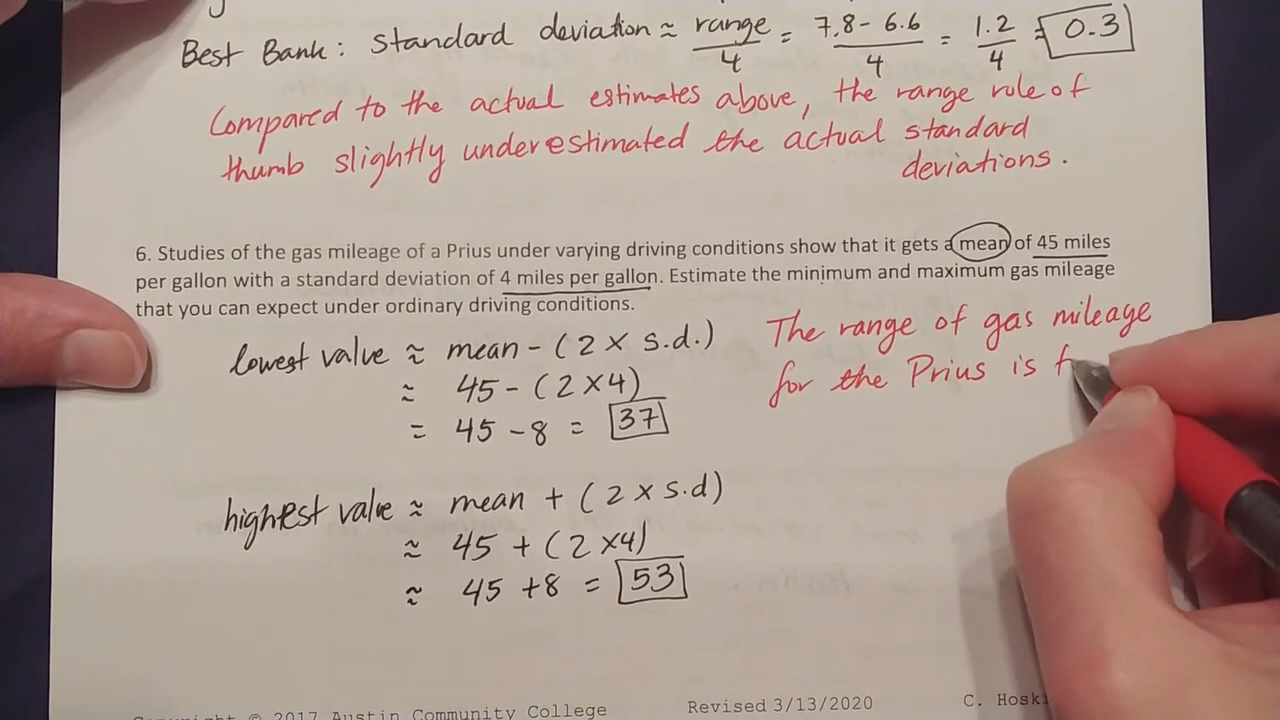 Best Bank: Standard deviation ≈ range/4 = 7.8-6.6/4 = 1.2/4 = 0.3
Compared to the actual estimates above, the range rule of
thumb slightly underestimated the actual standard
deviations.
6. Studies of the gas mileage of a Prius under varying driving conditions show that it gets a mean of 45 miles
per gallon with a standard deviation of 4 miles per gallon. Estimate the minimum and maximum gas mileage
that you can expect under ordinary driving conditions.
lowest value ≈ mean - (2 × s.d.)
≈ 45 - (2×4)
= 45 - 8 = 37
The range of gas mileage
for the Prius is f
highest value ≈ mean + (2 × s.d)
≈ 45 + (2×4)
≈ 45 + 8 = 53
Copyright © 2017 Austin Community College Revised 3/13/2020 C.